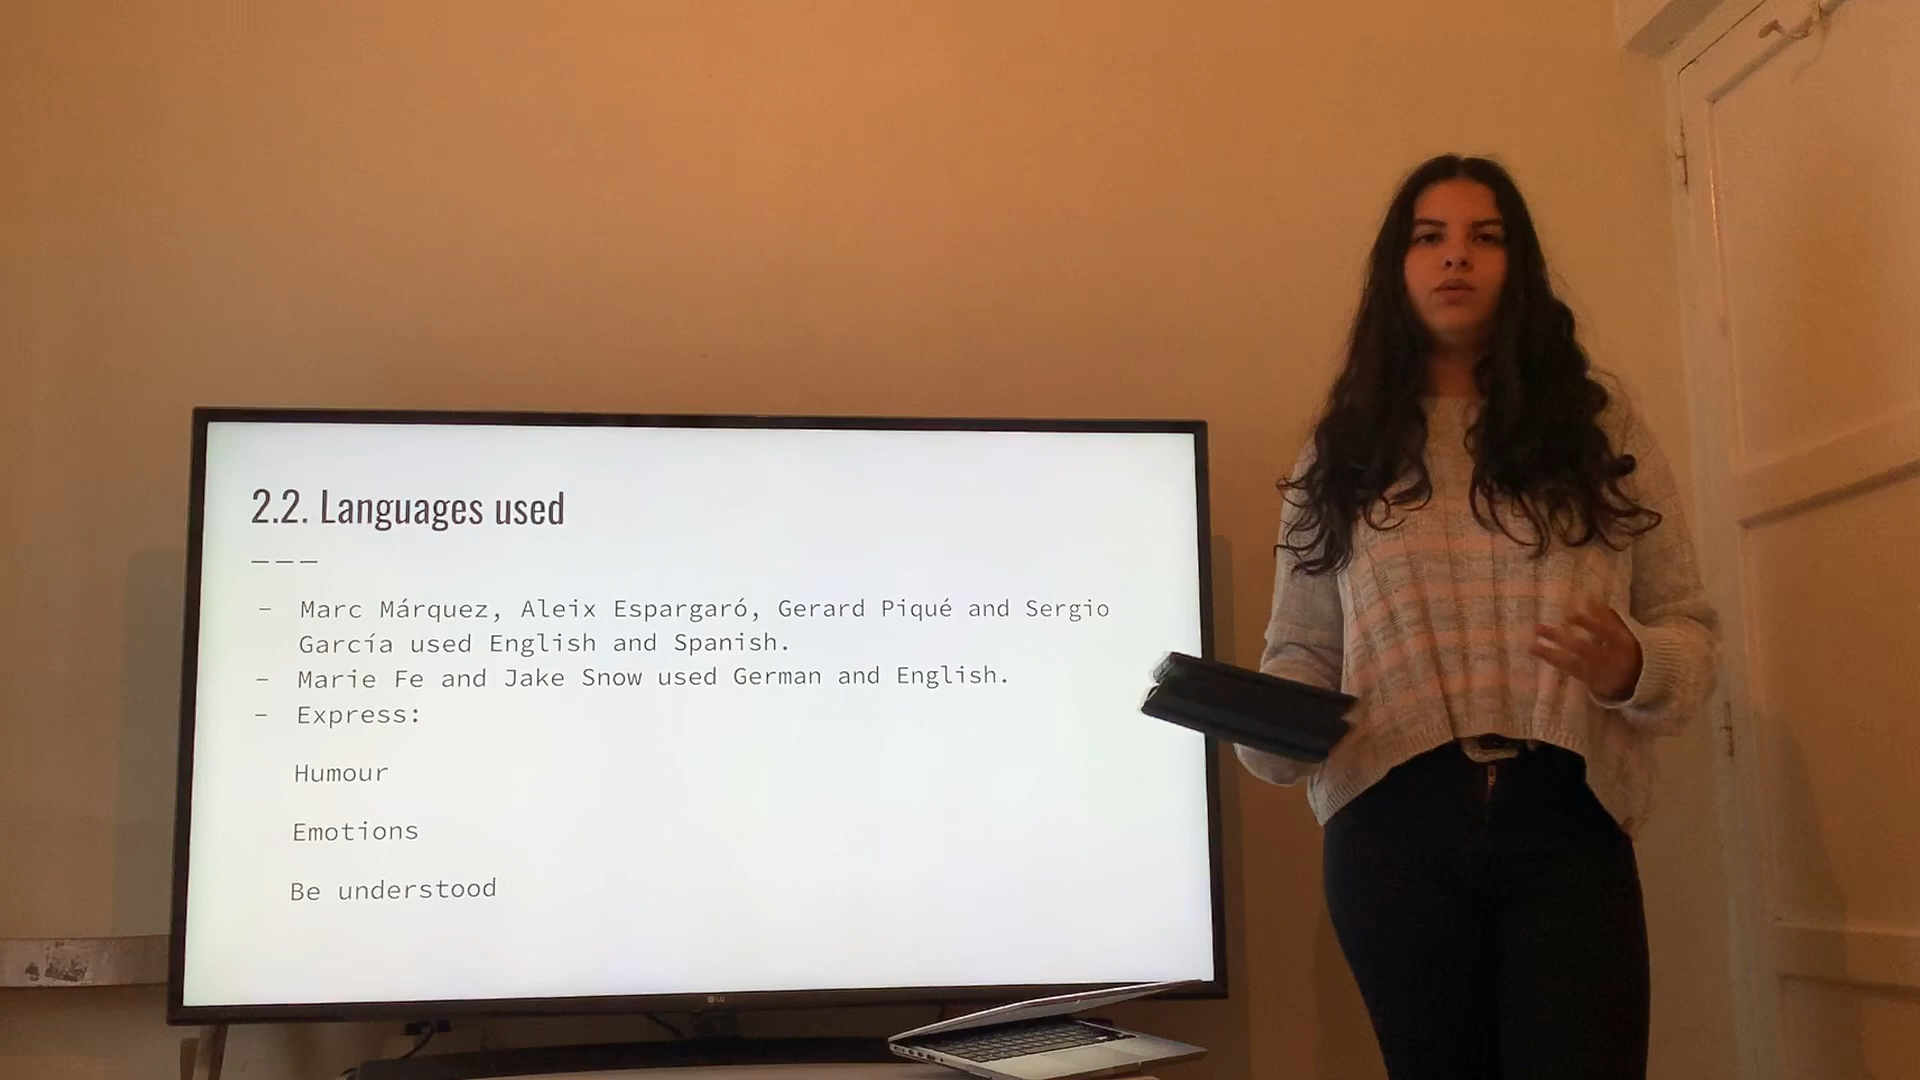 2.2. Languages used
———
– Marc Márquez, Aleix Espargaró, Gerard Piqué and Sergio
García used English and Spanish.
– Marie Fe and Jake Snow used German and English.
– Express:
Humour
Emotions
Be understood
LG